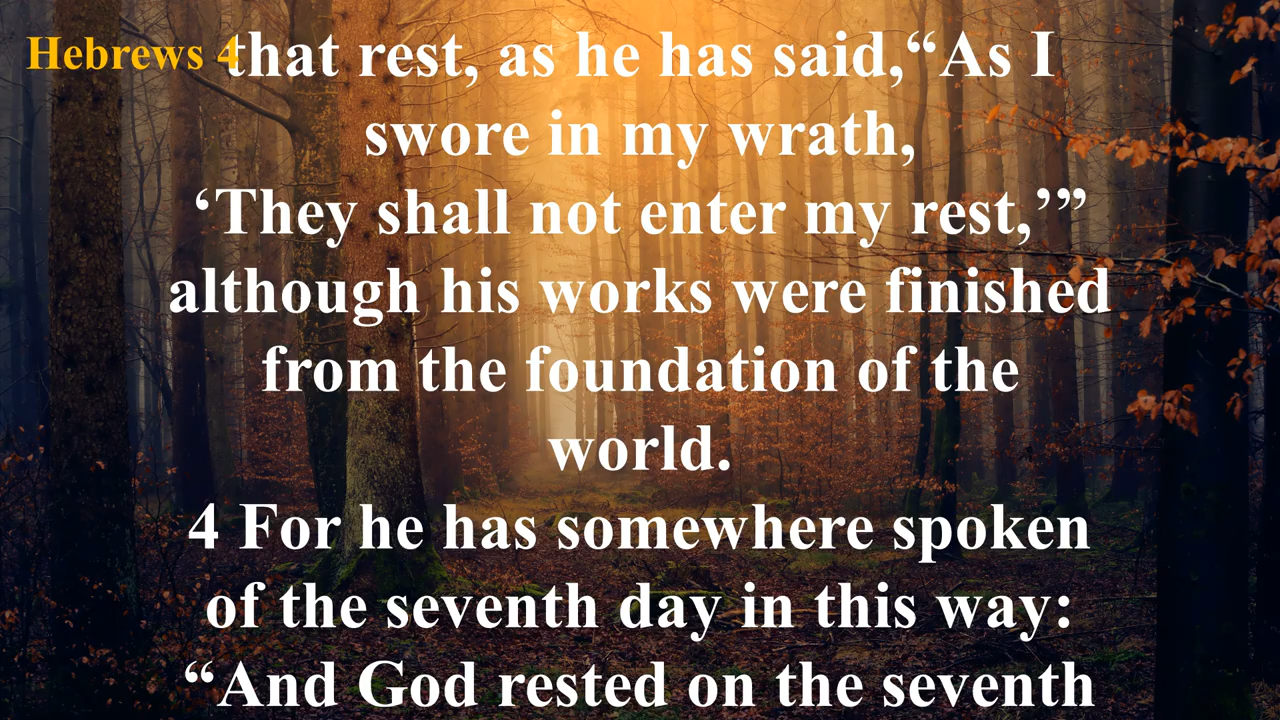 Hebrews 4
that rest, as he has said,“As I
swore in my wrath,
‘They shall not enter my rest,’”
although his works were finished
from the foundation of the
world.
4 For he has somewhere spoken
of the seventh day in this way:
“And God rested on the seventh